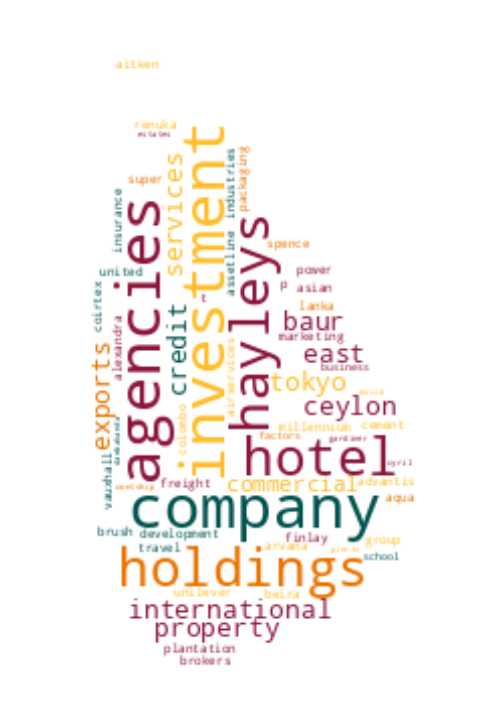 aitken
renuka
estates
super
services
investment
industries
packaging
insurance
agencies
hayleys
spence
united
assetline
power
p
asian
t
lanka
coirtex
credit
baur
marketing
alexandra
exports
east
business
airservices
tokyo
colombo
ceylon
millennium
cement
factors
gardiner
hotel
cyril
vauxhall
freight
commercial
advantis
company
aqua
brush
development
finlay
group
travel
arvana
school
holdings
unilever
beira
international
property
plantation
brokers